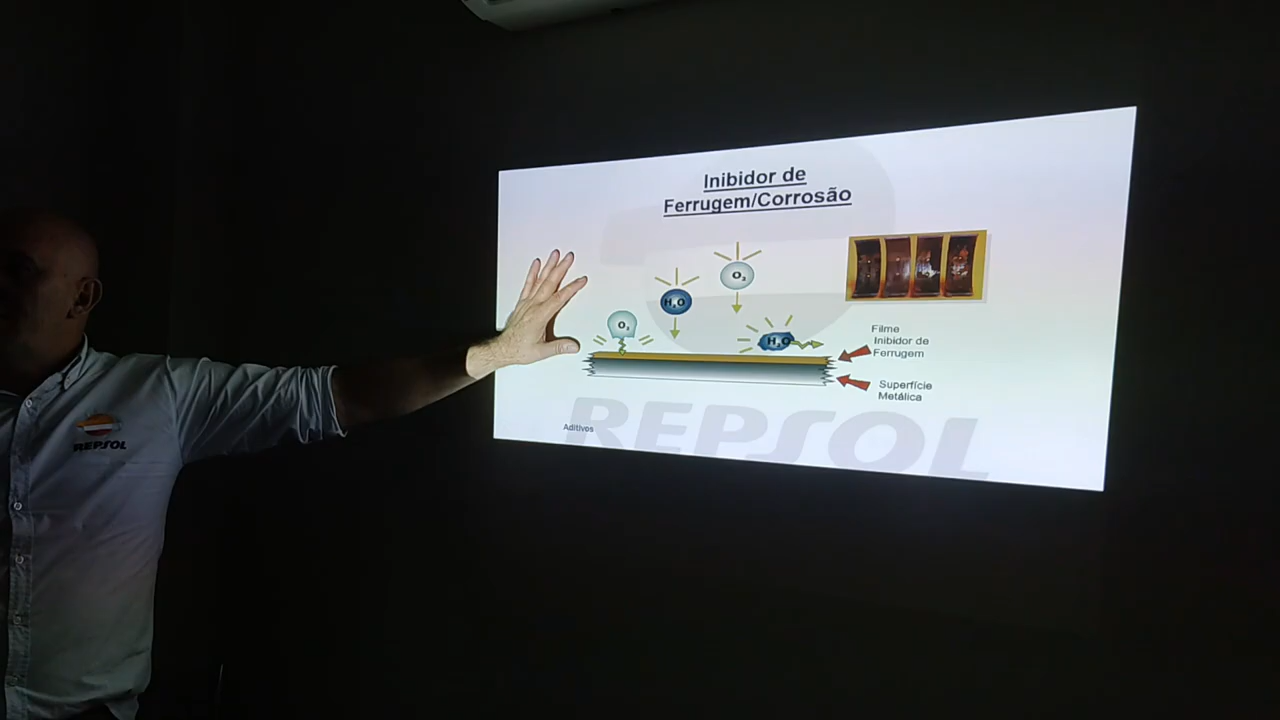 Inibidor de
Ferrugem/Corrosão
O₂
H₂O
O₂
H₂O
Filme
Inibidor de
Ferrugem
Superfície
Metálica
Aditivos
REPSOL
REPSOL